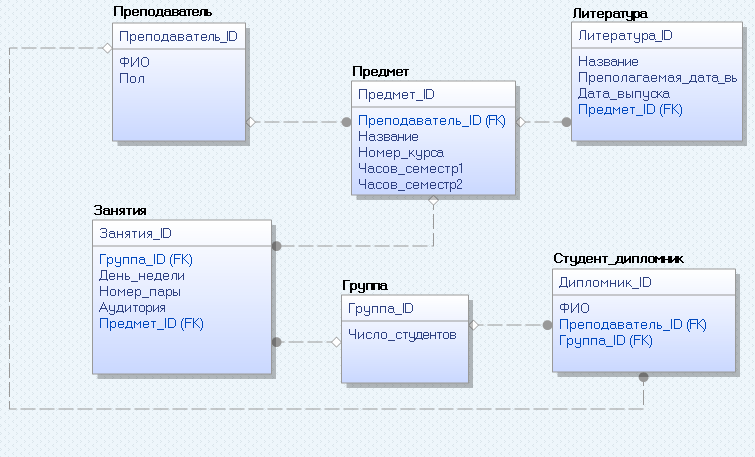 Преподаватель
Преподаватель_ID
ФИО
Пол
Предмет
Предмет_ID
Преподаватель_ID (FK)
Название
Номер_курса
Часов_семестр1
Часов_семестр2
Литература
Литература_ID
Название
Преполагаемая_дата_вы
Дата_выпуска
Предмет_ID (FK)
Занятия
Занятия_ID
Группа_ID (FK)
День_недели
Номер_пары
Аудитория
Предмет_ID (FK)
Группа
Группа_ID
Число_студентов
Студент_дипломник
Дипломник_ID
ФИО
Преподаватель_ID (FK)
Группа_ID (FK)